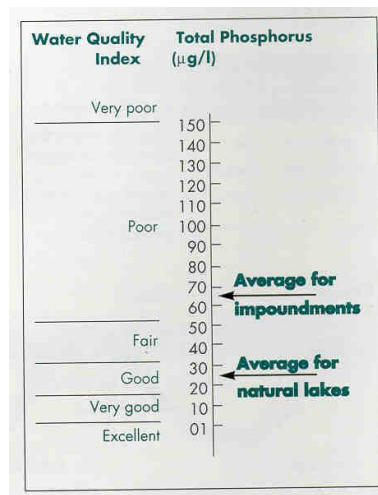 Water Quality Index
Total Phosphorus (µg/l)
Very poor
150
140
130
120
110
Poor
100
90
80
70
Average for impoundments
60
50
Fair
40
30
Average for natural lakes
Good
20
Very good
10
Excellent
01